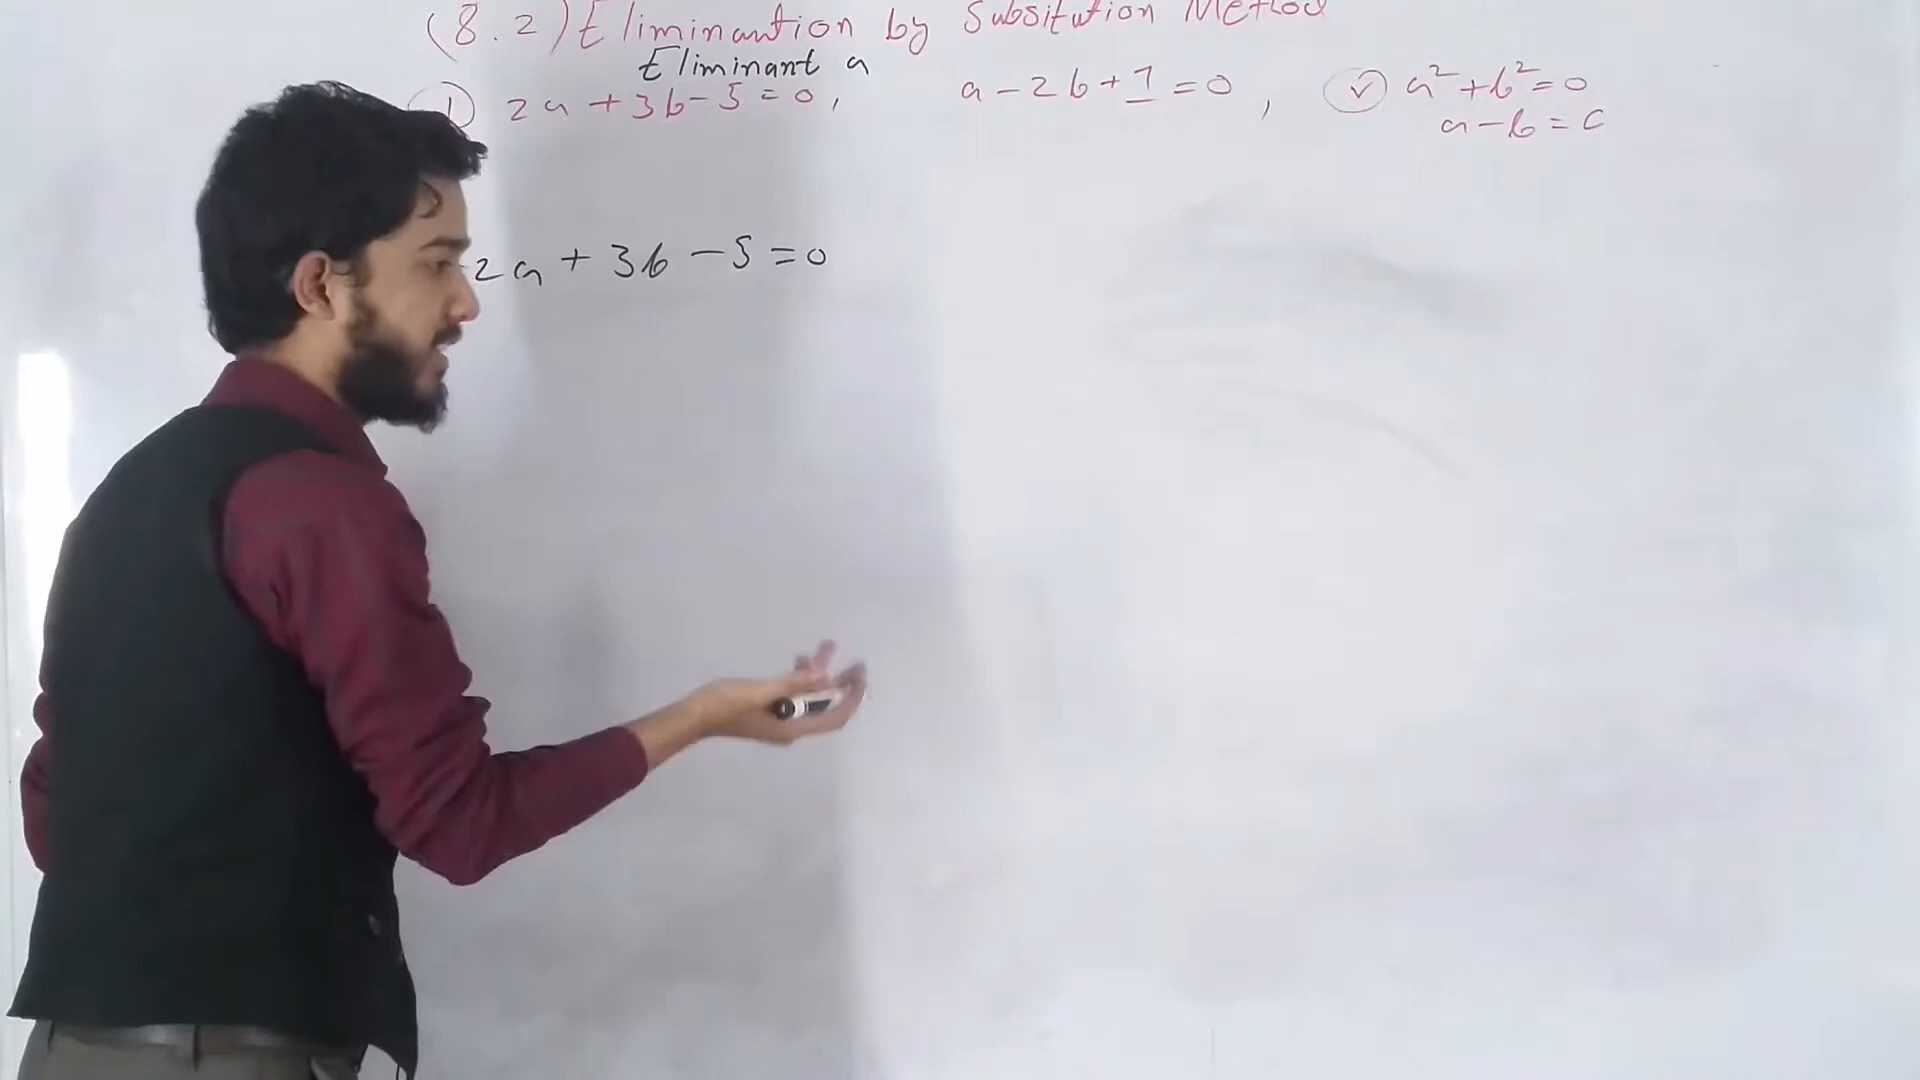 (8.2) Eliminantion by Subsitution Method
Eliminant a
1 2a + 3b - 5 = 0, a - 2b + 1 = 0, v a² + b² = 0
a - b = c
2a + 3b - 5 = 0